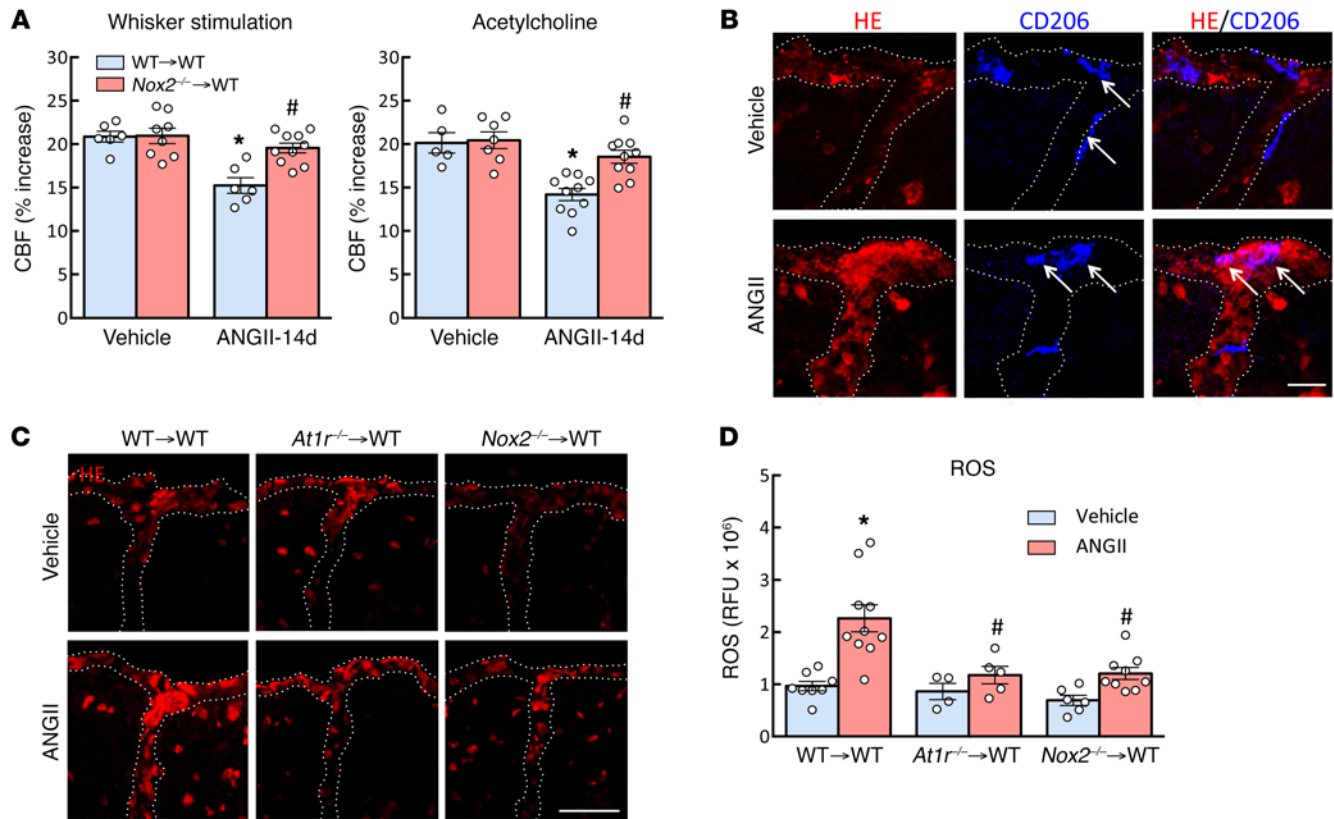 A
Whisker stimulation
Acetylcholine
CBF (% increase)
30
25
20
15
10
5
0
WT→WT
Nox2⁻/⁻→WT
*
#
Vehicle
ANGII-14d
CBF (% increase)
30
25
20
15
10
5
0
*
#
Vehicle
ANGII-14d
B
HE
CD206
HE/CD206
Vehicle
ANGII
C
WT→WT
At1r⁻/⁻→WT
Nox2⁻/⁻→WT
HE
Vehicle
ANGII
D
ROS
ROS (RFU x 10⁶)
5
4
3
2
1
0
Vehicle
ANGII
*
#
#
WT→WT
At1r⁻/⁻→WT
Nox2⁻/⁻→WT